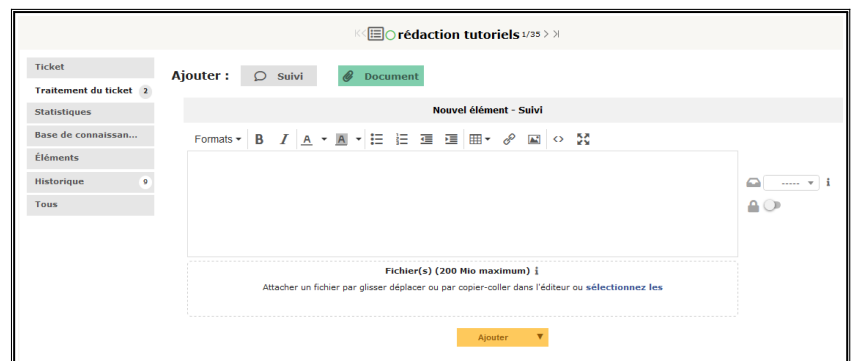 rédaction tutoriels 1/35
Ticket
Traitement du ticket 2
Statistiques
Base de connaissan...
Éléments
Historique 9
Tous
Ajouter : Suivi Document
Nouvel élément - Suivi
Formats B I A A
-----  i
Fichier(s) (200 Mio maximum) i
Attacher un fichier par glisser déplacer ou par copier-coller dans l'éditeur ou sélectionnez les
Ajouter